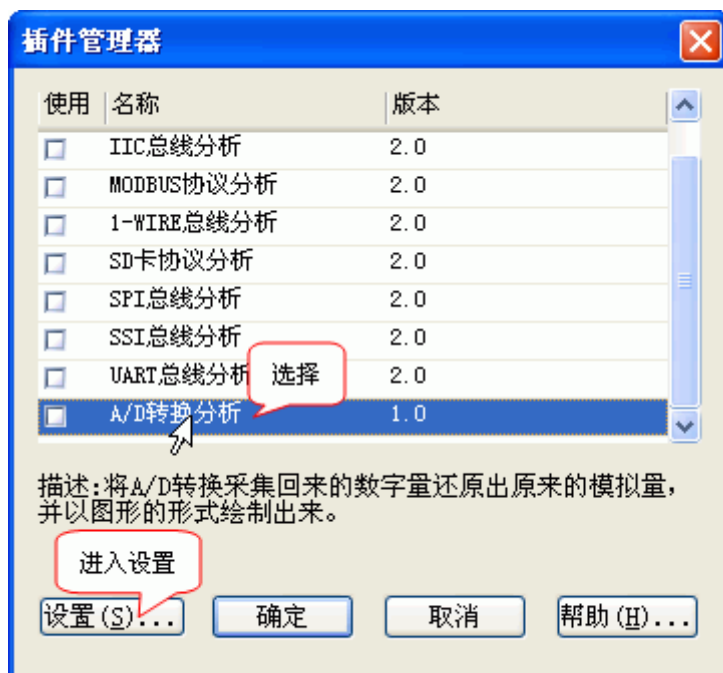 插件管理器
使用 名称 版本
IIC总线分析 2.0
MODBUS协议分析 2.0
1-WIRE总线分析 2.0
SD卡协议分析 2.0
SPI总线分析 2.0
SSI总线分析 2.0
UART总线分析 2.0
选择
A/D转换分析 1.0
描述:将A/D转换采集回来的数字量还原出原来的模拟量，
并以图形的形式绘制出来。
进入设置
设置(S)... 确定 取消 帮助(H)...